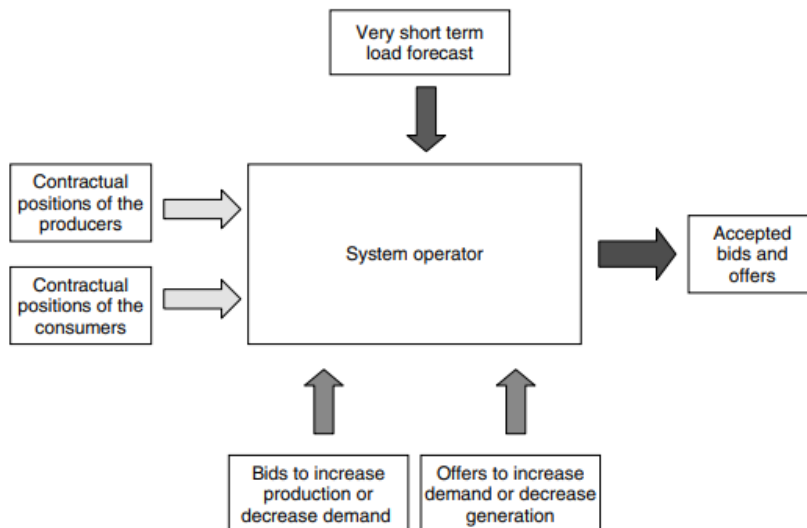 Very short term
load forecast
Contractual
positions of the
producers
System operator
Accepted
bids and
offers
Contractual
positions of the
consumers
Bids to increase
production or
decrease demand
Offers to increase
demand or decrease
generation